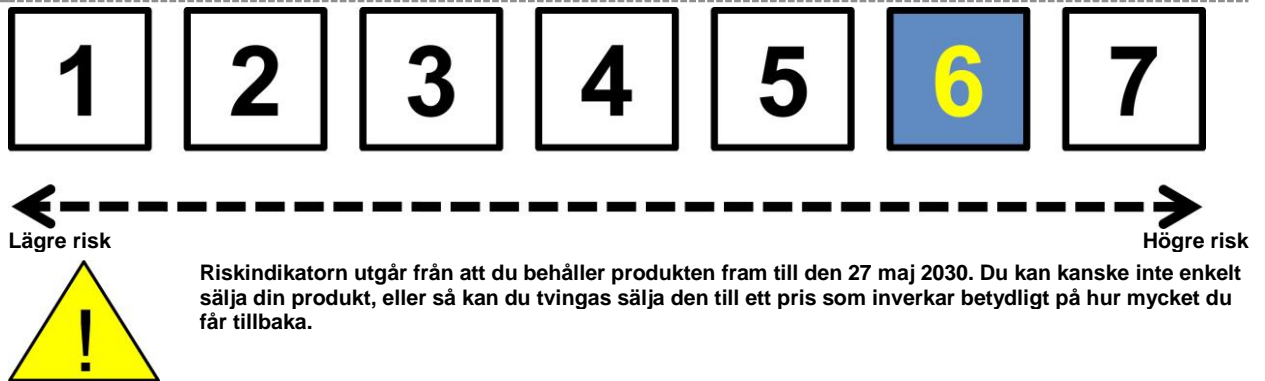 1 2 3 4 5 6 7
Lägre risk Högre risk
Riskindikatorn utgår från att du behåller produkten fram till den 27 maj 2030. Du kan kanske inte enkelt
sälja din produkt, eller så kan du tvingas sälja den till ett pris som inverkar betydligt på hur mycket du
får tillbaka.
!